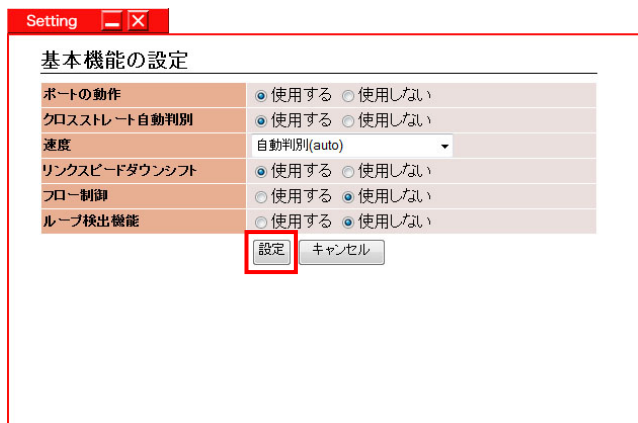 Setting
基本機能の設定
ポートの動作 使用する 使用しない
クロスストレート自動判別 使用する 使用しない
速度 自動判別(auto)
リンクスピードダウンシフト 使用する 使用しない
フロー制御 使用する 使用しない
ループ検出機能 使用する 使用しない
設定 キャンセル